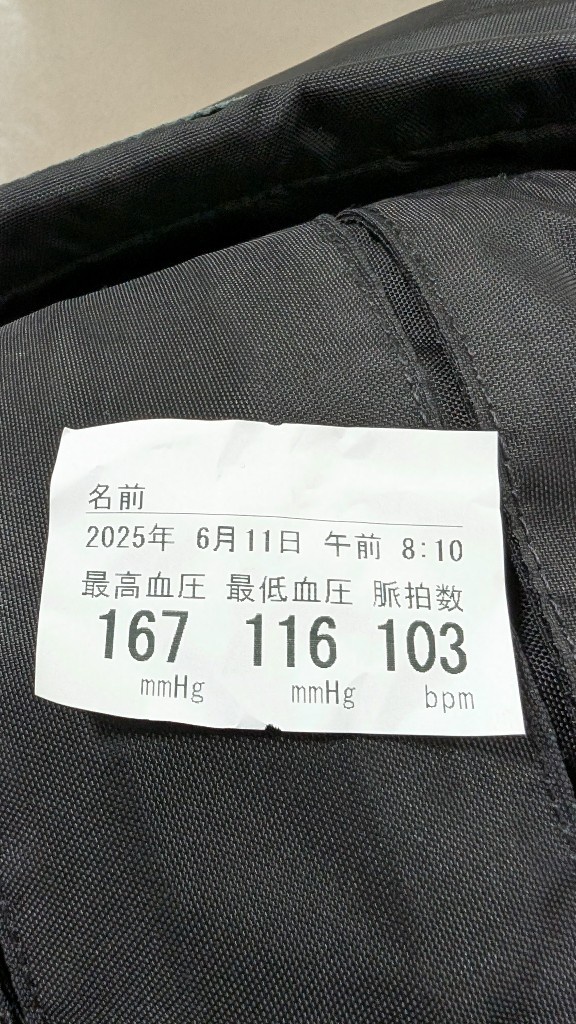 名前
2025年 6月11日 午前 8:10
最高血圧 最低血圧 脈拍数
167 116 103
mmHg mmHg bpm